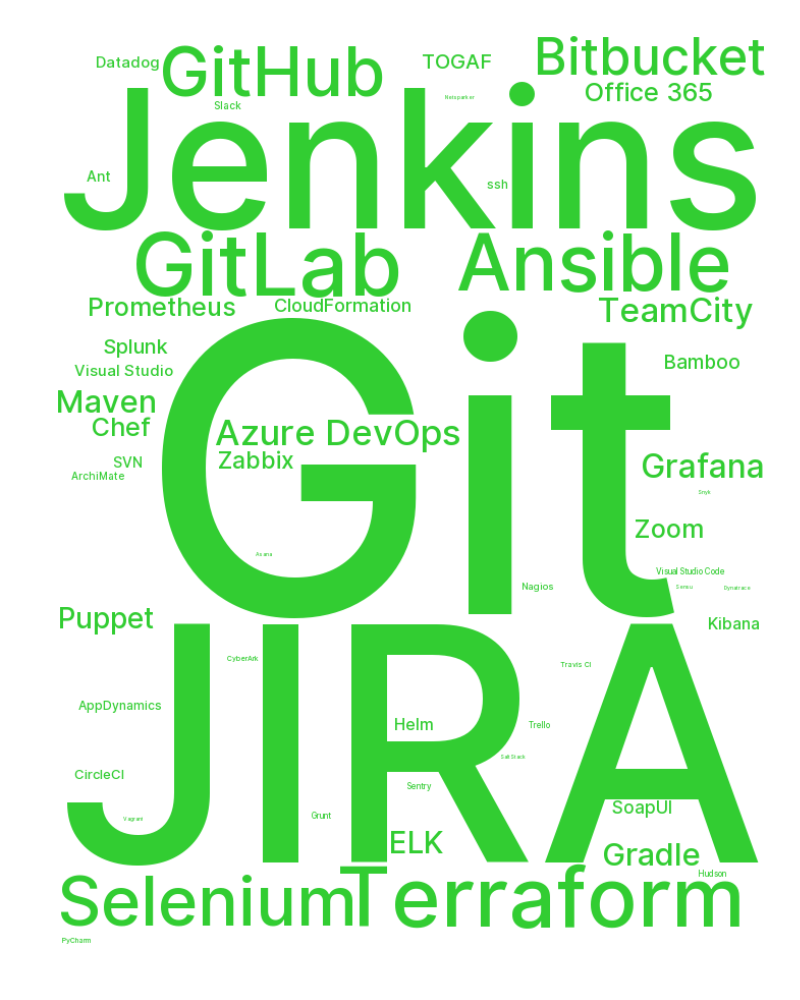 Bitbucket
GitHub
Datadog
TOGAF
Office 365
Slack
Netsparker
Jenkins
Ant
ssh
GitLab
Ansible
Prometheus
CloudFormation
TeamCity
Splunk
Visual Studio
Bamboo
Maven
Chef
Git
Azure DevOps
Zabbix
SVN
ArchiMate
Grafana
Snyk
Zoom
Asana
Visual Studio Code
Nagios
Dynatrace
Puppet
Kibana
JIRA
CyberArk
Travis CI
AppDynamics
Helm
Trello
Salt Stack
CircleCI
Sentry
SoapUI
Grunt
Vagrant
ELK
Gradle
Hudson
Selenium
Terraform
PyCharm